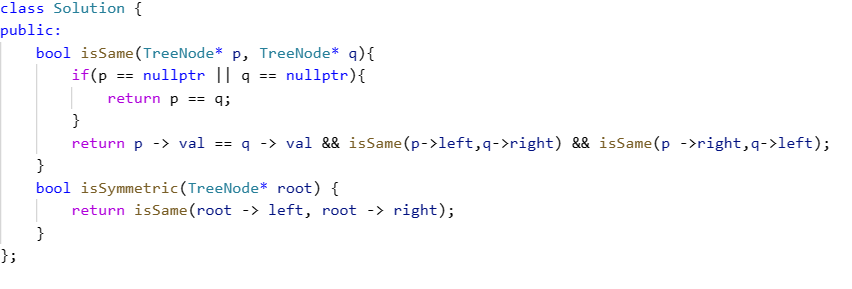 class Solution {
public:
    bool isSame(TreeNode* p, TreeNode* q){
        if(p == nullptr || q == nullptr){
            return p == q;
        }
        return p -> val == q -> val && isSame(p->left,q->right) && isSame(p ->right,q->left);
    }
    bool isSymmetric(TreeNode* root) {
        return isSame(root -> left, root -> right);
    }
};